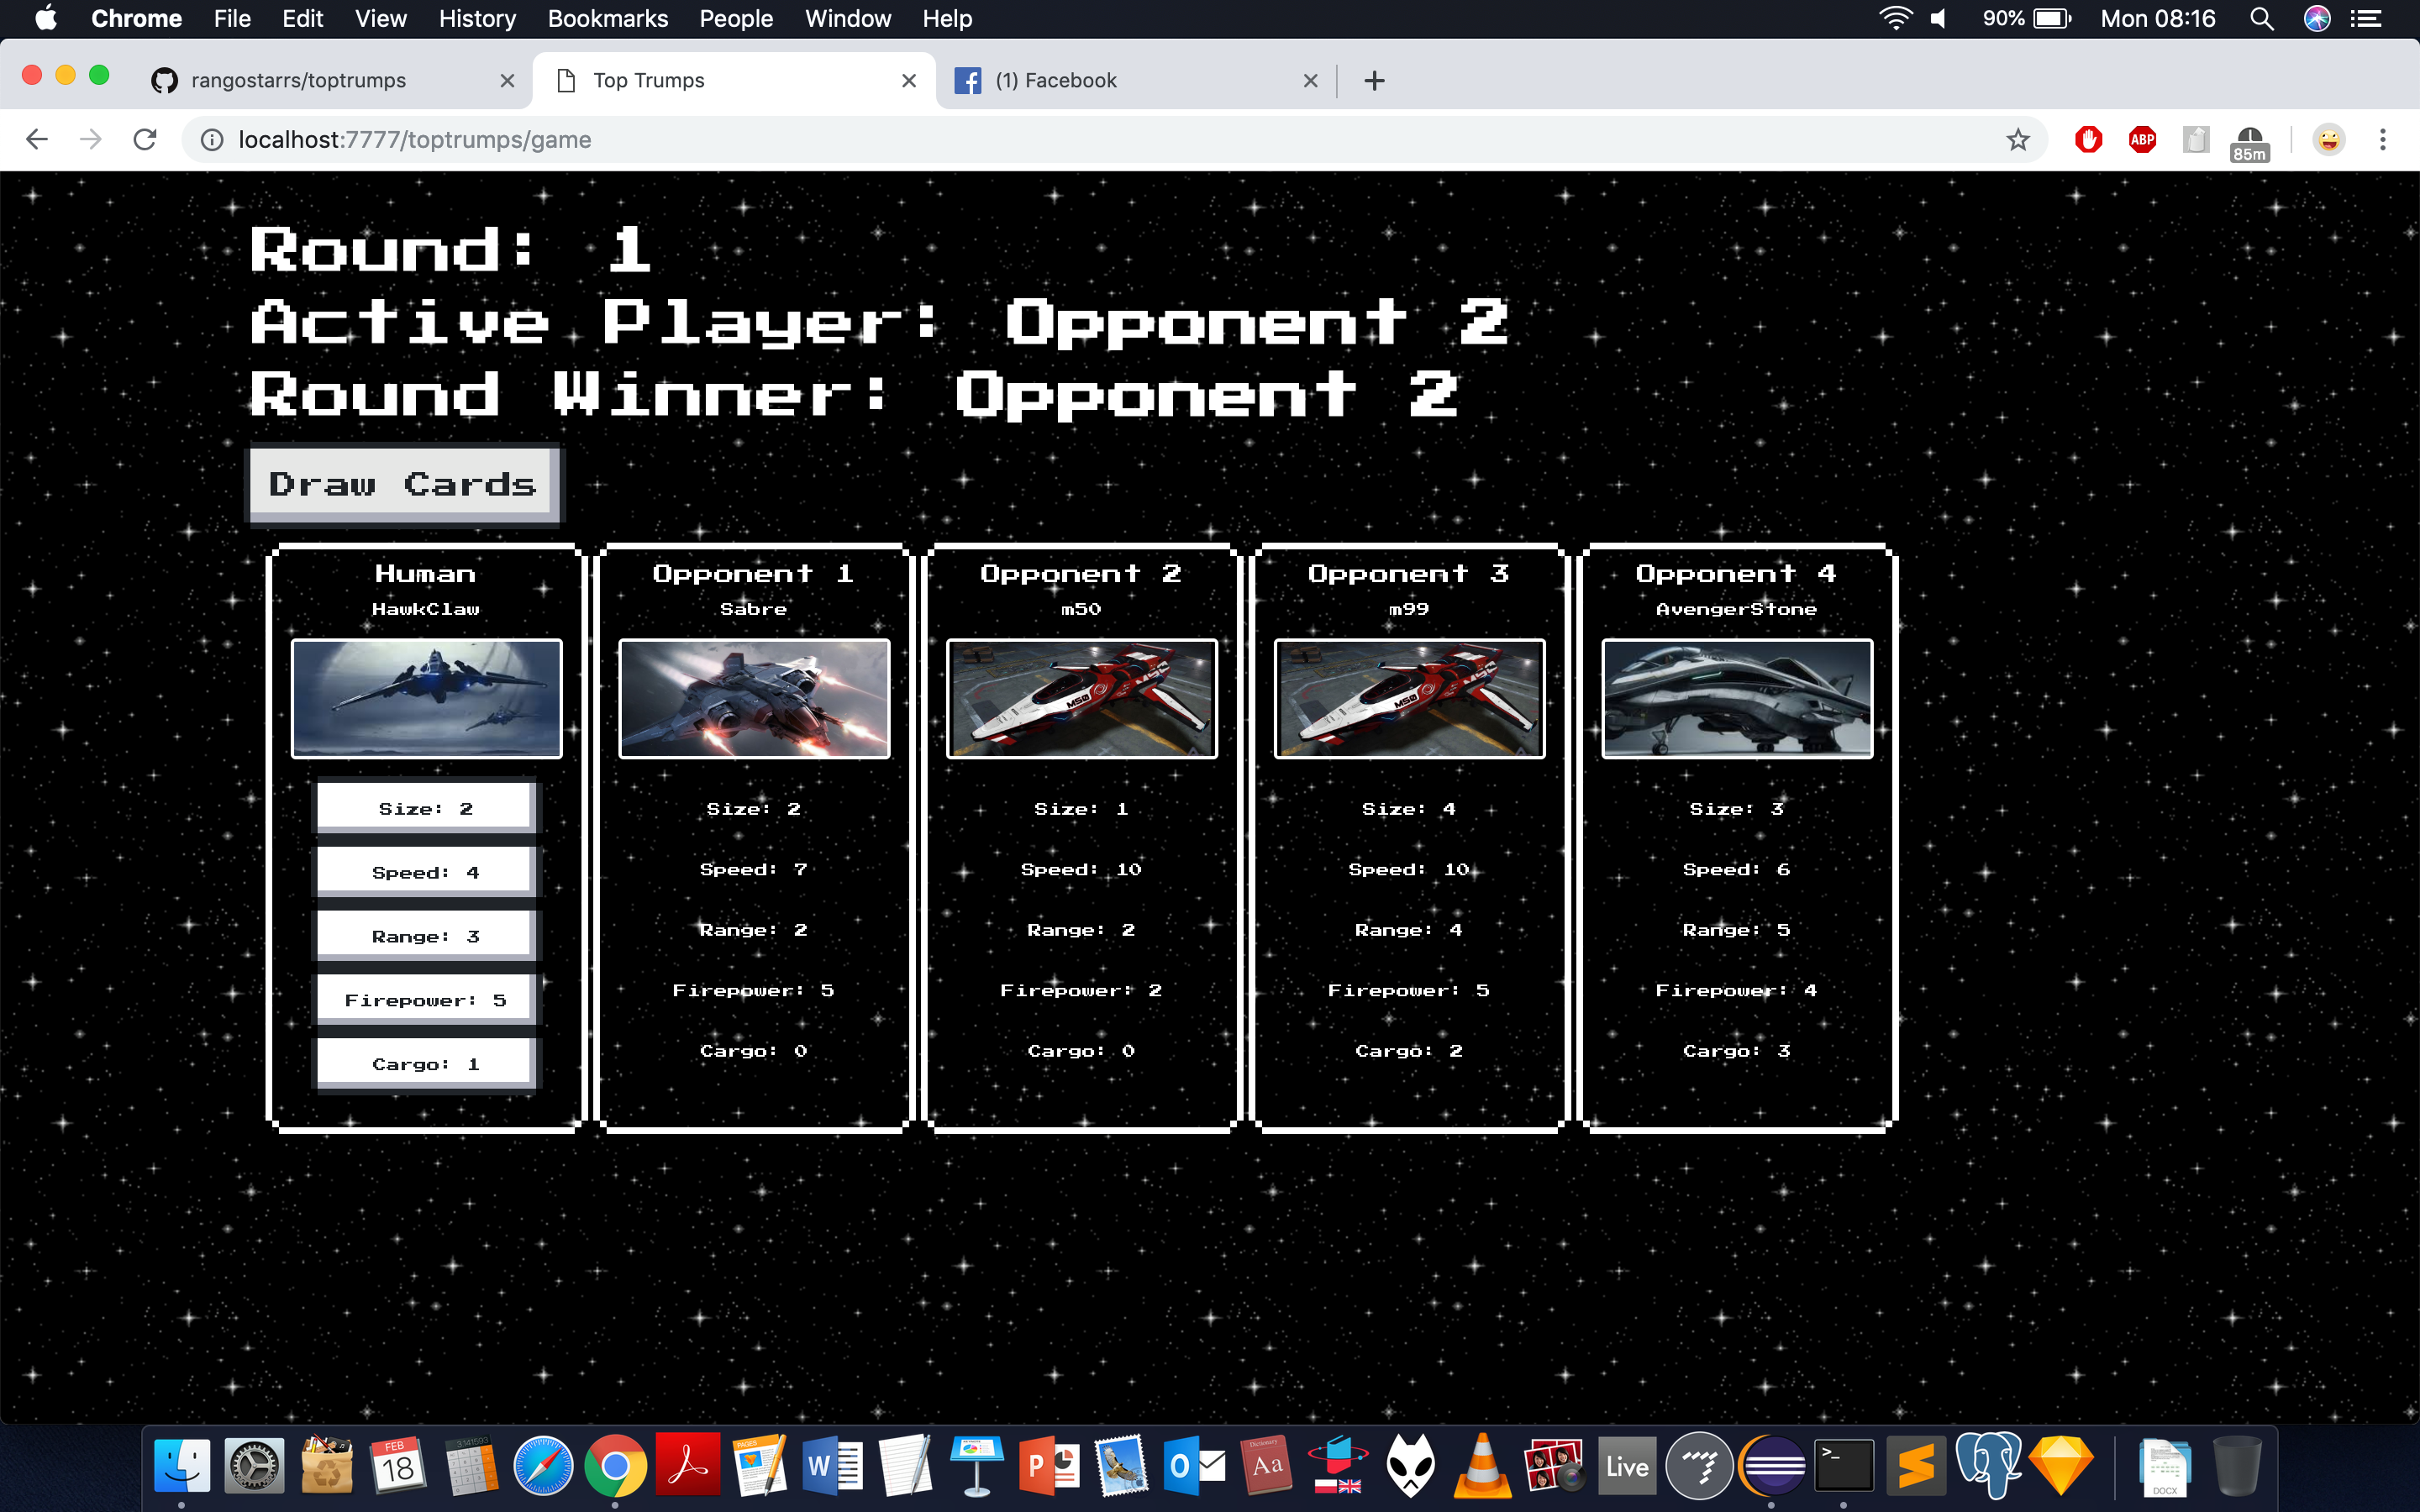 Chrome File Edit View History Bookmarks People Window Help 90% Mon 08:16
rangostarrs/toptrumps Top Trumps (1) Facebook
localhost:7777/toptrumps/game ABP 85m
Round: 1
Active Player: Opponent 2
Round Winner: Opponent 2
Draw Cards
Human
HawkClaw
Size: 2
Speed: 4
Range: 3
Firepower: 5
Cargo: 1
Opponent 1
Sabre
Size: 2
Speed: 7
Range: 2
Firepower: 5
Cargo: 0
Opponent 2
m50
M50
Size: 1
Speed: 10
Range: 2
Firepower: 2
Cargo: 0
Opponent 3
m99
M50
Size: 4
Speed: 10
Range: 4
Firepower: 5
Cargo: 2
Opponent 4
AvengerStone
Size: 3
Speed: 6
Range: 5
Firepower: 4
Cargo: 3
FEB
18
PAGES
W
P
O
Dictionary
Aa
Live
>_
DOCX